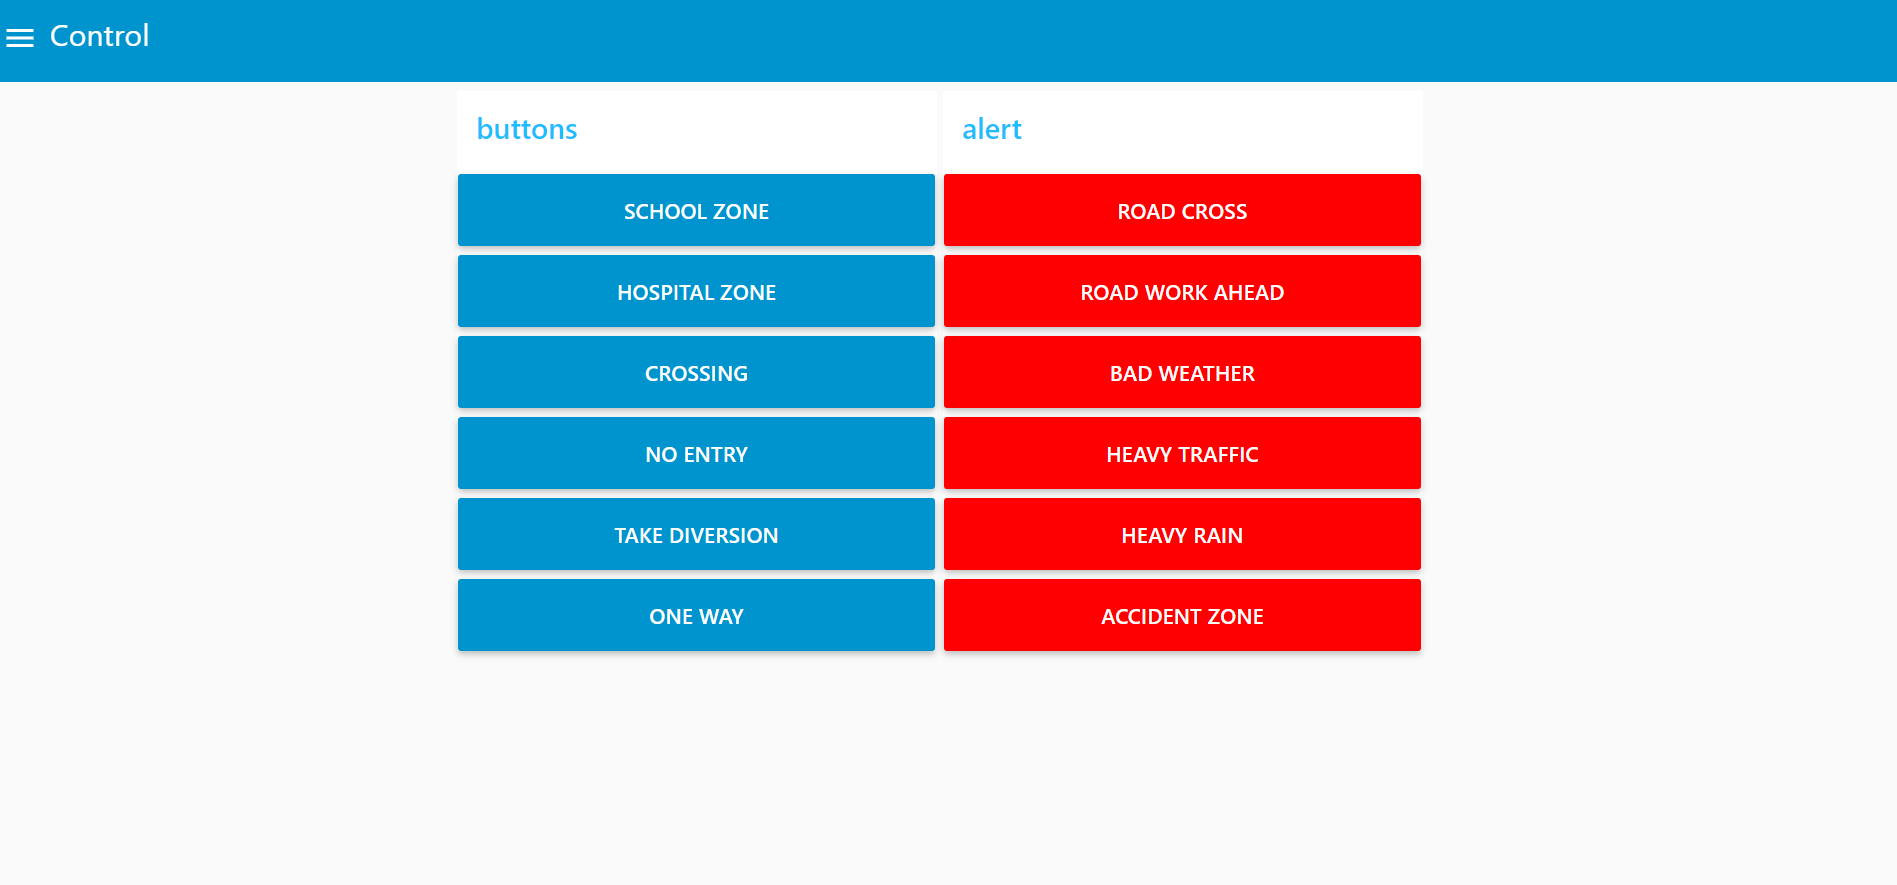 Control
buttons
SCHOOL ZONE
HOSPITAL ZONE
CROSSING
NO ENTRY
TAKE DIVERSION
ONE WAY
alert
ROAD CROSS
ROAD WORK AHEAD
BAD WEATHER
HEAVY TRAFFIC
HEAVY RAIN
ACCIDENT ZONE